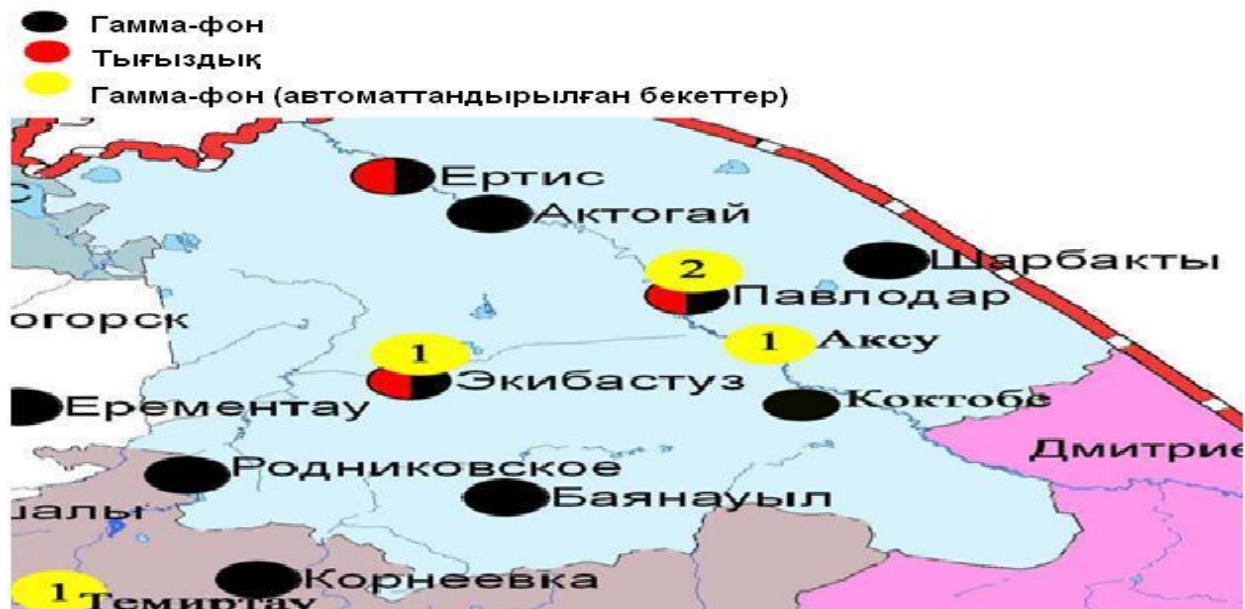 Гамма-фон
Тығыздық
Гамма-фон (автоматтандырылған бекеттер)
Ертис
с
Актогай
2
Шарбакты
Павлодар
огорск
1
1
Аксу
Экибастуз
Ерементау
Коктобе
Дмитрие
Родниковское
Баянауыл
шалы
Корнеевка
1
Темиртау